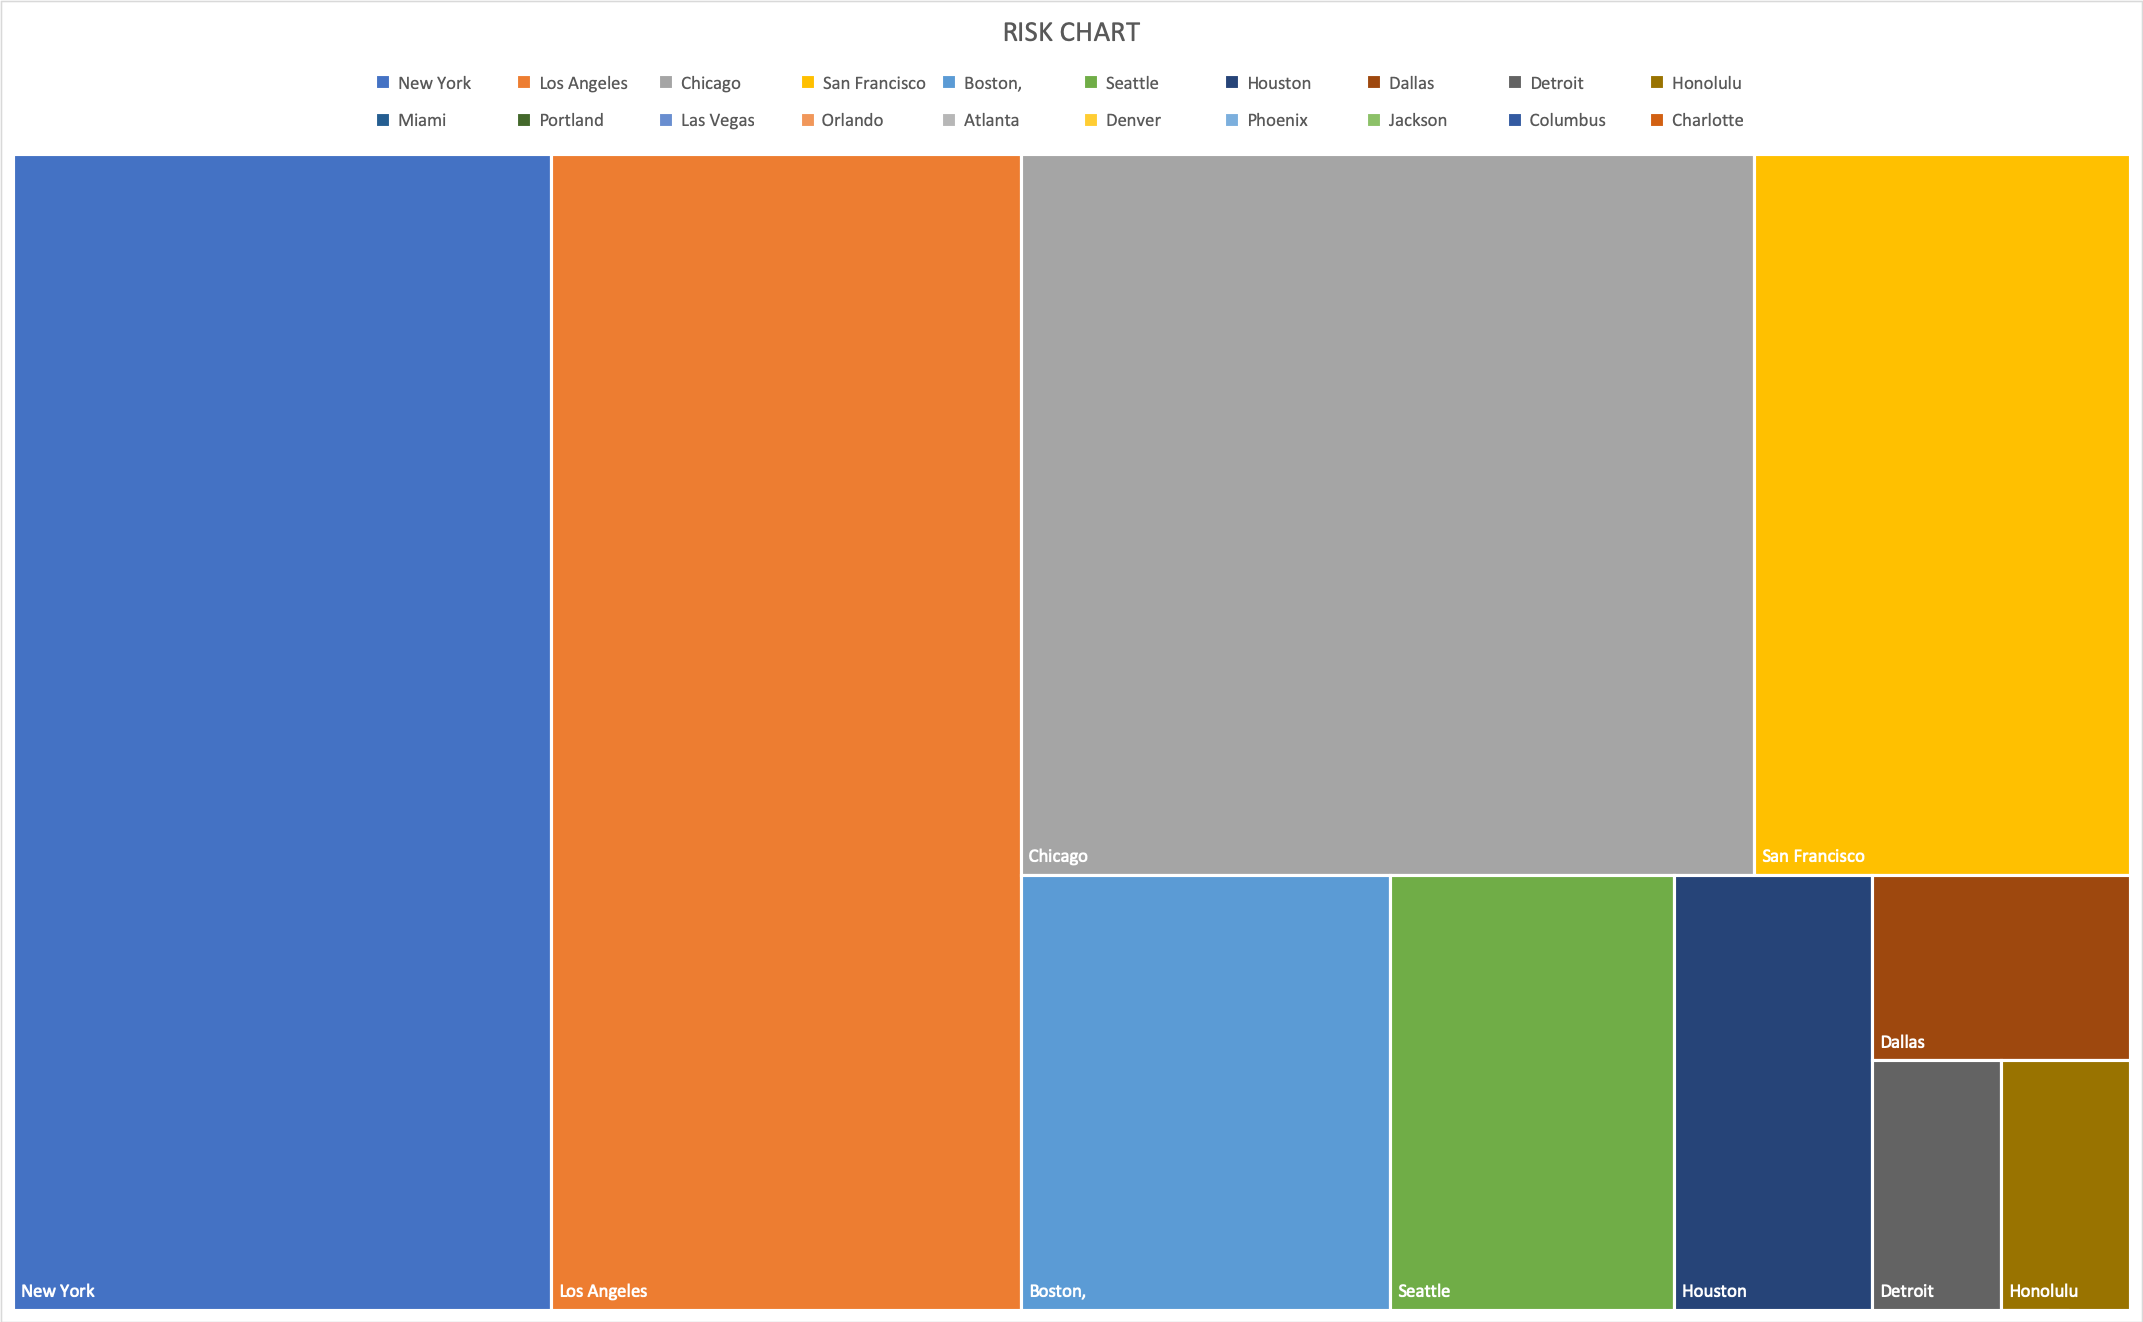 RISK CHART
New York Los Angeles Chicago San Francisco Boston, Seattle Houston Dallas Detroit Honolulu
Miami Portland Las Vegas Orlando Atlanta Denver Phoenix Jackson Columbus Charlotte
Chicago San Francisco
Dallas
New York Los Angeles Boston, Seattle Houston Detroit Honolulu